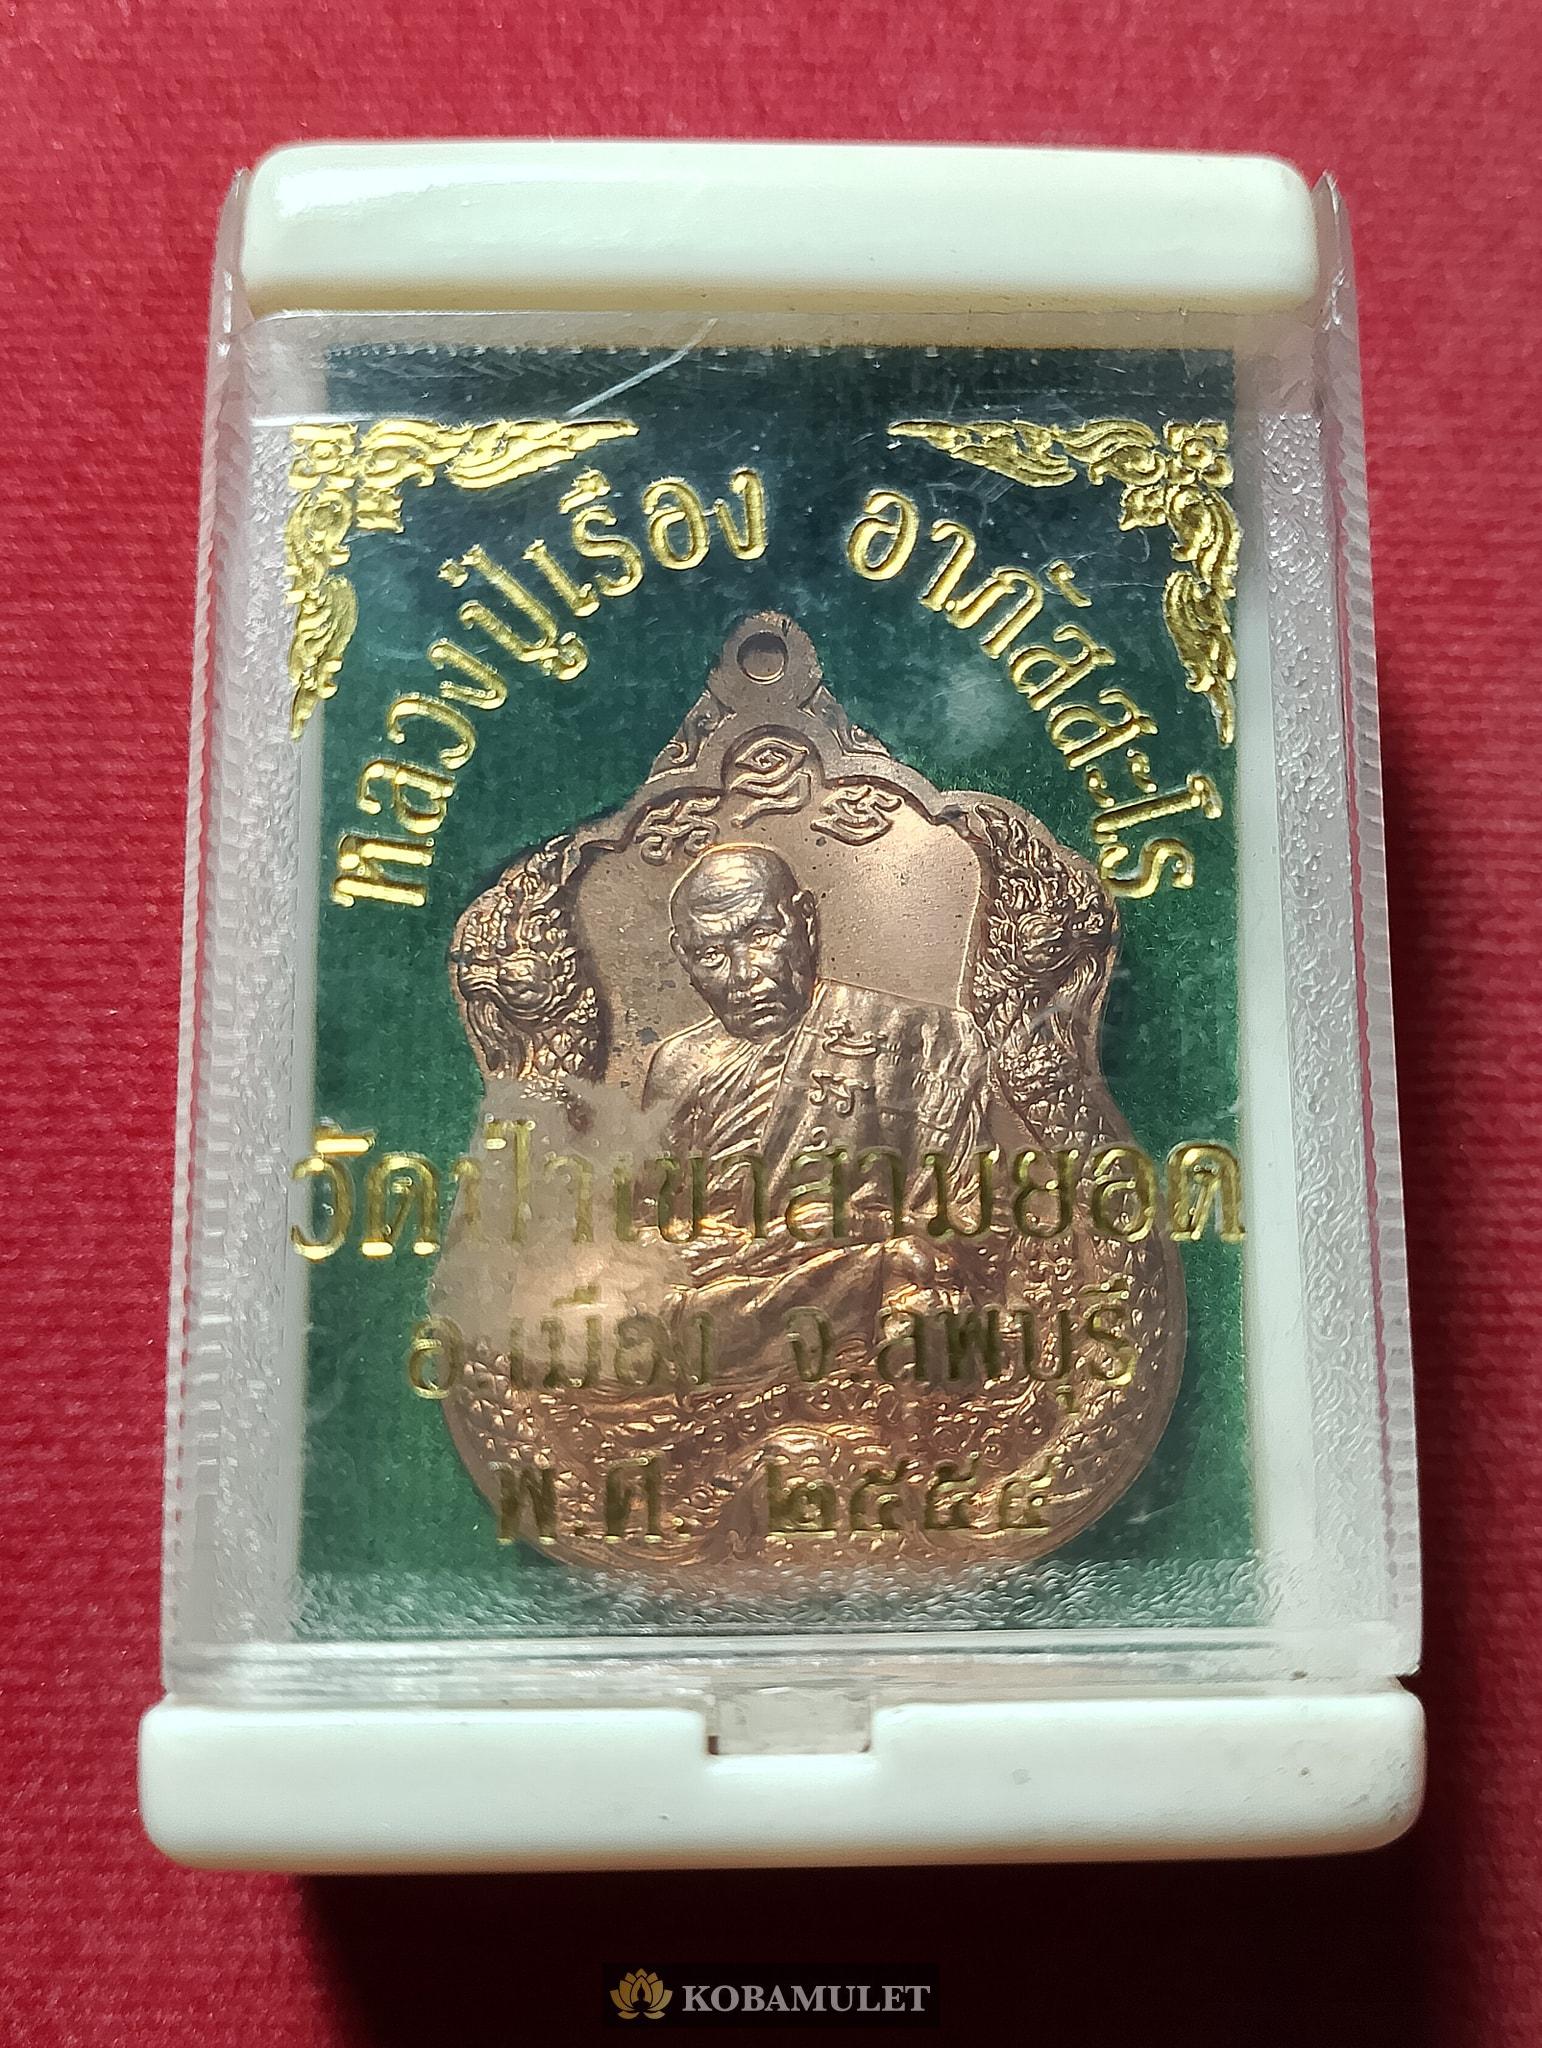 หลวงปู่เรือง อาภัสสะโร
วัดป่าเขาสามยอด
อ.เมือง จ.ลพบุรี
พ.ศ. ๒๕๕๔
KOBAMULET